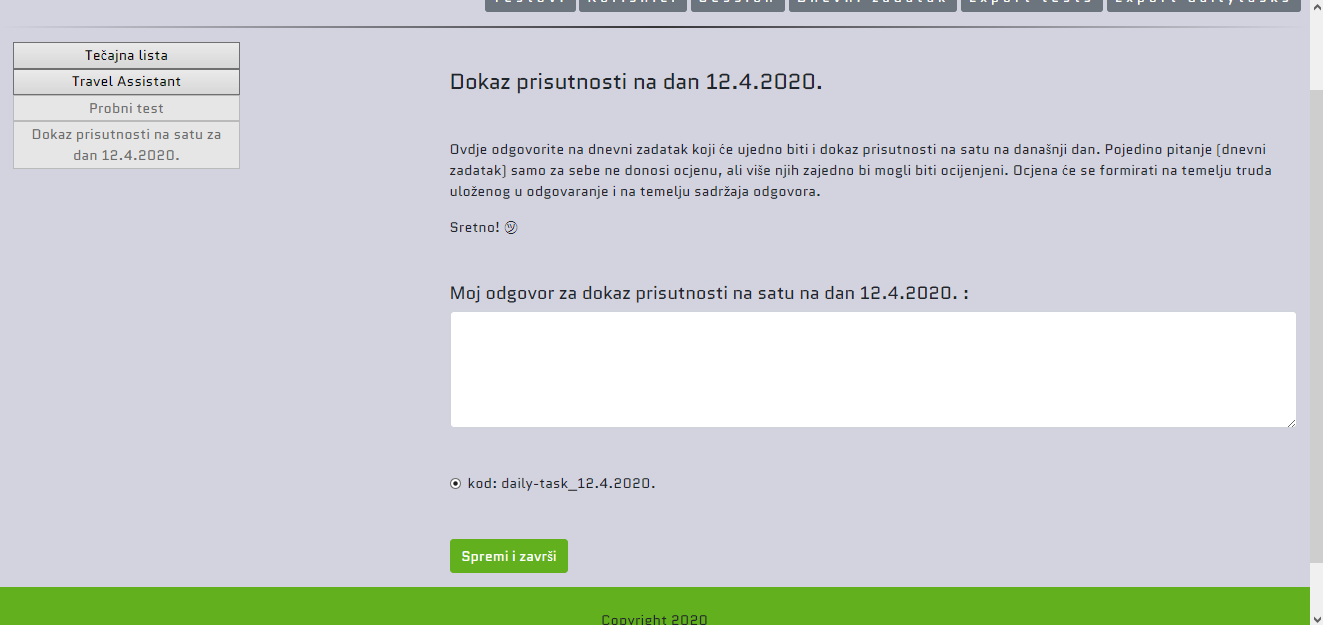 Testovi Korisnici Session Dnevni zadatak Export tests Export dailytasks
Tečajna lista
Travel Assistant
Probni test
Dokaz prisutnosti na satu za
dan 12.4.2020.
Dokaz prisutnosti na dan 12.4.2020.
Ovdje odgovorite na dnevni zadatak koji će ujedno biti i dokaz prisutnosti na satu na današnji dan. Pojedino pitanje (dnevni
zadatak) samo za sebe ne donosi ocjenu, ali više njih zajedno bi mogli biti ocijenjeni. Ocjena će se formirati na temelju truda
uloženog u odgovaranje i na temelju sadržaja odgovora.
Sretno!
Moj odgovor za dokaz prisutnosti na satu na dan 12.4.2020. :
kod: daily-task_12.4.2020.
Spremi i završi
Copyright 2020